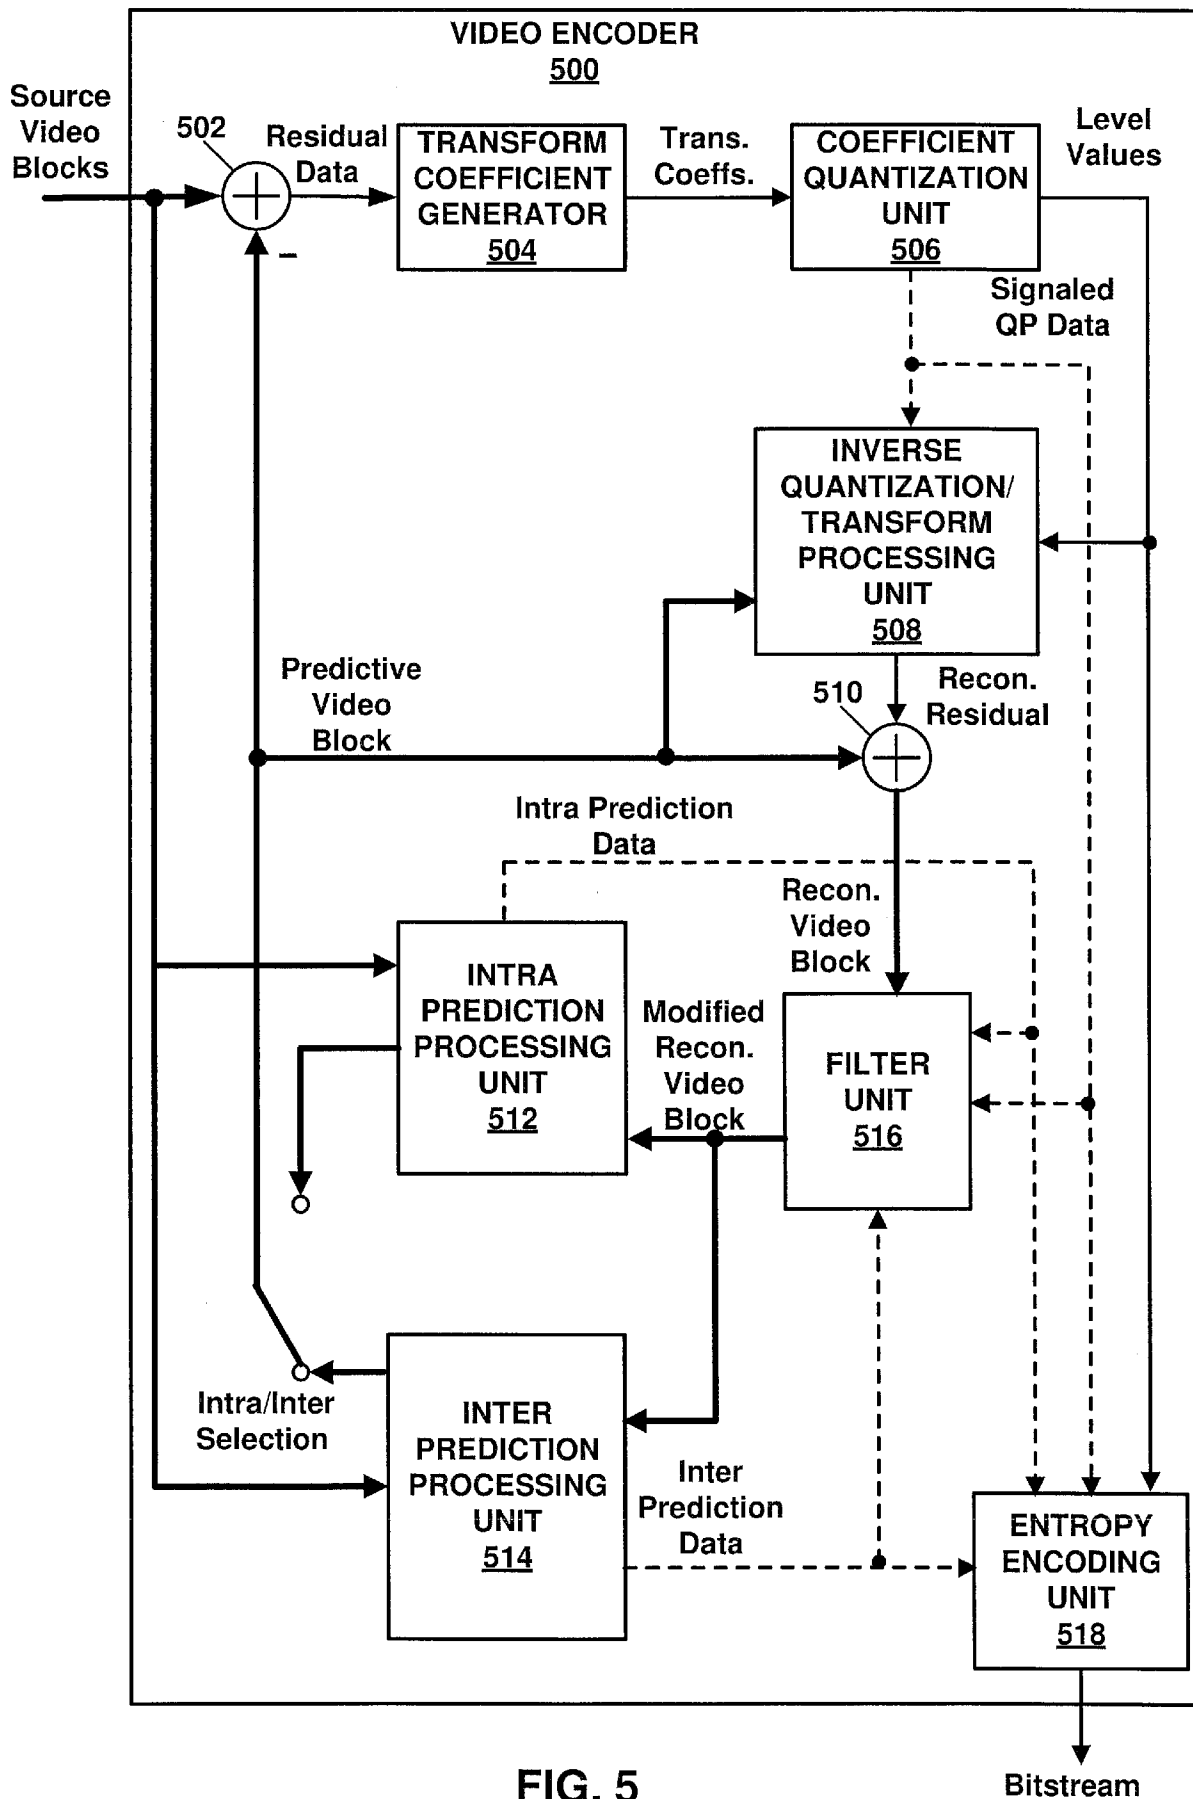 VIDEO ENCODER
500
Source
Video
Blocks
502
Residual
Data
TRANSFORM
COEFFICIENT
GENERATOR
504
Trans.
Coeffs.
COEFFICIENT
QUANTIZATION
UNIT
506
Level
Values
–
Signaled
QP Data
INVERSE
QUANTIZATION/
TRANSFORM
PROCESSING
UNIT
508
Predictive
Video
Block
510
Recon.
Residual
Intra Prediction
Data
Recon.
Video
Block
INTRA
PREDICTION
PROCESSING
UNIT
512
Modified
Recon.
Video
Block
FILTER
UNIT
516
Intra/Inter
Selection
INTER
PREDICTION
PROCESSING
UNIT
514
Inter
Prediction
Data
ENTROPY
ENCODING
UNIT
518
FIG. 5
Bitstream